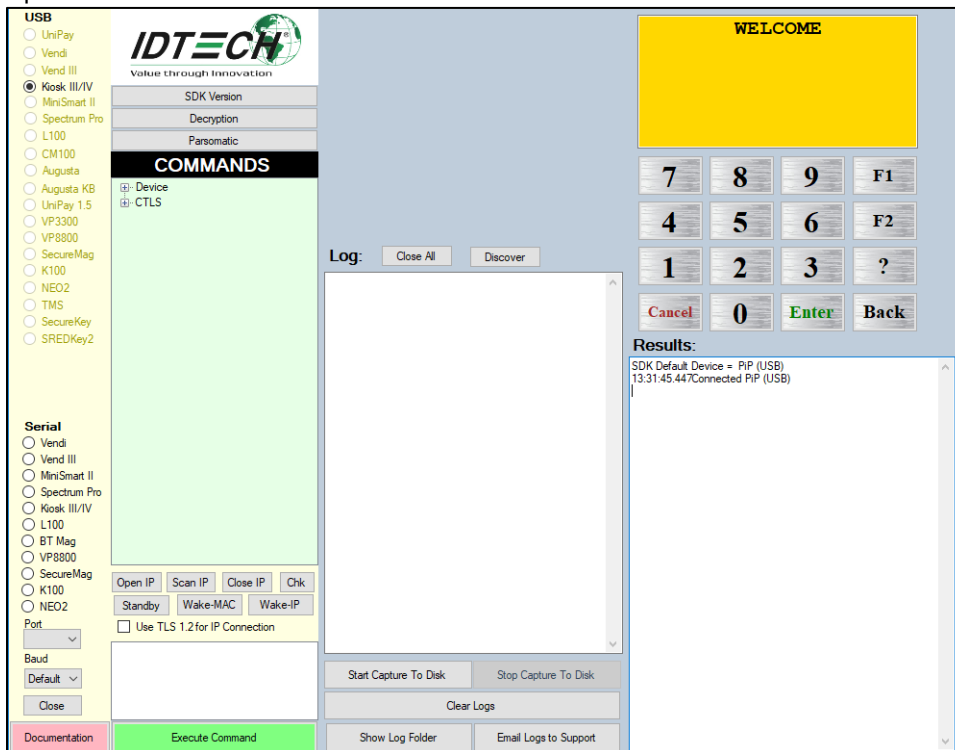 USB
UniPay
Vendi
Vend III
Kiosk III/IV
MiniSmart II
Spectrum Pro
L100
CM100
Augusta
Augusta KB
UniPay 1.5
VP3300
VP8800
SecureMag
K100
NEO2
TMS
SecureKey
SREDKey2
Serial
Vendi
Vend III
MiniSmart II
Spectrum Pro
Kiosk III/IV
L100
BT Mag
VP8800
SecureMag
K100
NEO2
Port
Baud
Default
Close
Documentation
IDTECH®
Value through Innovation
SDK Version
Decryption
Parsomatic
COMMANDS
Device
CTLS
Open IP Scan IP Close IP Chk
Standby Wake-MAC Wake-IP
Use TLS 1.2 for IP Connection
Execute Command
Log: Close All Discover
Start Capture To Disk Stop Capture To Disk
Clear Logs
Show Log Folder Email Logs to Support
WELCOME
7 8 9 F1
4 5 6 F2
1 2 3 ?
Cancel 0 Enter Back
Results:
SDK Default Device = PiP (USB)
13:31:45.447Connected PiP (USB)